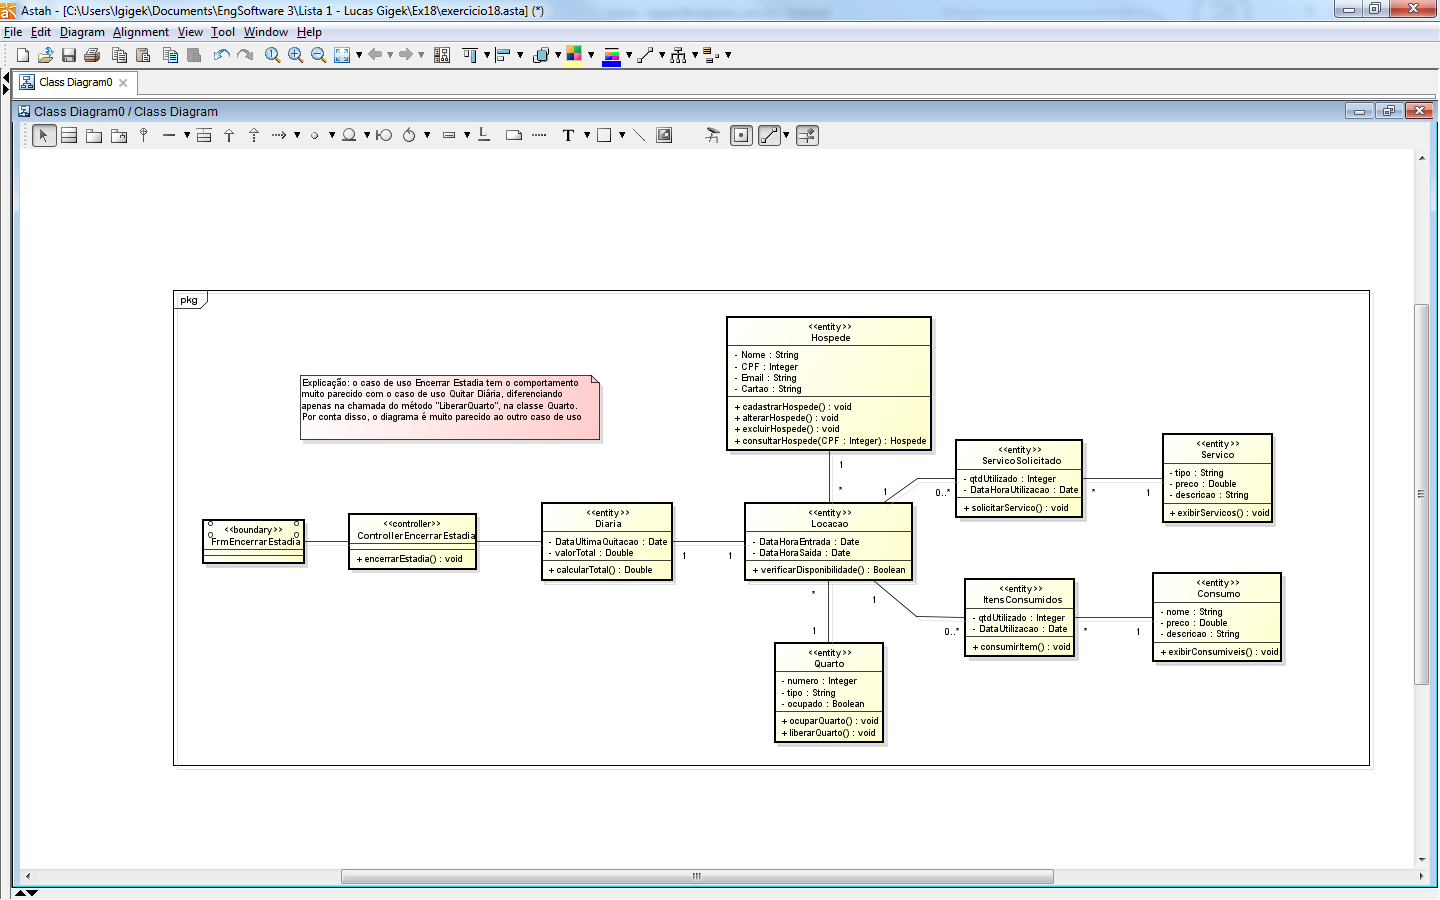 Astah - [C:\Users\lgigek\Documents\EngSoftware 3\Lista 1 - Lucas Gigek\Ex18\exercicio18.asta] (*)
File Edit Diagram Alignment View Tool Window Help
Class Diagram0
Class Diagram0 / Class Diagram
T
pkg
Explicação: o caso de uso Encerrar Estadia tem o comportamento
muito parecido com o caso de uso Quitar Diária, diferenciando
apenas na chamada do método "LiberarQuarto", na classe Quarto.
Por conta disso, o diagrama é muito parecido ao outro caso de uso
<<entity>>
Hospede
- Nome : String
- CPF : Integer
- Email : String
- Cartao : String
+ cadastrarHospede() : void
+ alterarHospede() : void
+ excluirHospede() : void
+ consultarHospede(CPF : Integer) : Hospede
1
*
<<entity>>
ServicoSolicitado
- qtdUtilizado : Integer
- DataHoraUtilizacao : Date
+ solicitarServico() : void
1
0..*
*
1
<<entity>>
Servico
- tipo : String
- preco : Double
- descricao : String
+ exibirServicos() : void
<<boundary>>
FrmEncerrarEstadia
<<controller>>
ControllerEncerrarEstadia
+ encerrarEstadia() : void
<<entity>>
Diaria
- DataUltimaQuitacao : Date
- valorTotal : Double
+ calcularTotal() : Double
1
1
<<entity>>
Locacao
- DataHoraEntrada : Date
- DataHoraSaida : Date
+ verificarDisponibilidade() : Boolean
*
1
1
0..*
<<entity>>
ItensConsumidos
- qtdUtilizado : Integer
- DataUtilizacao : Date
+ consumirItem() : void
*
1
<<entity>>
Consumo
- nome : String
- preco : Double
- descricao : String
+ exibirConsumiveis() : void
<<entity>>
Quarto
- numero : Integer
- tipo : String
- ocupado : Boolean
+ ocuparQuarto() : void
+ liberarQuarto() : void